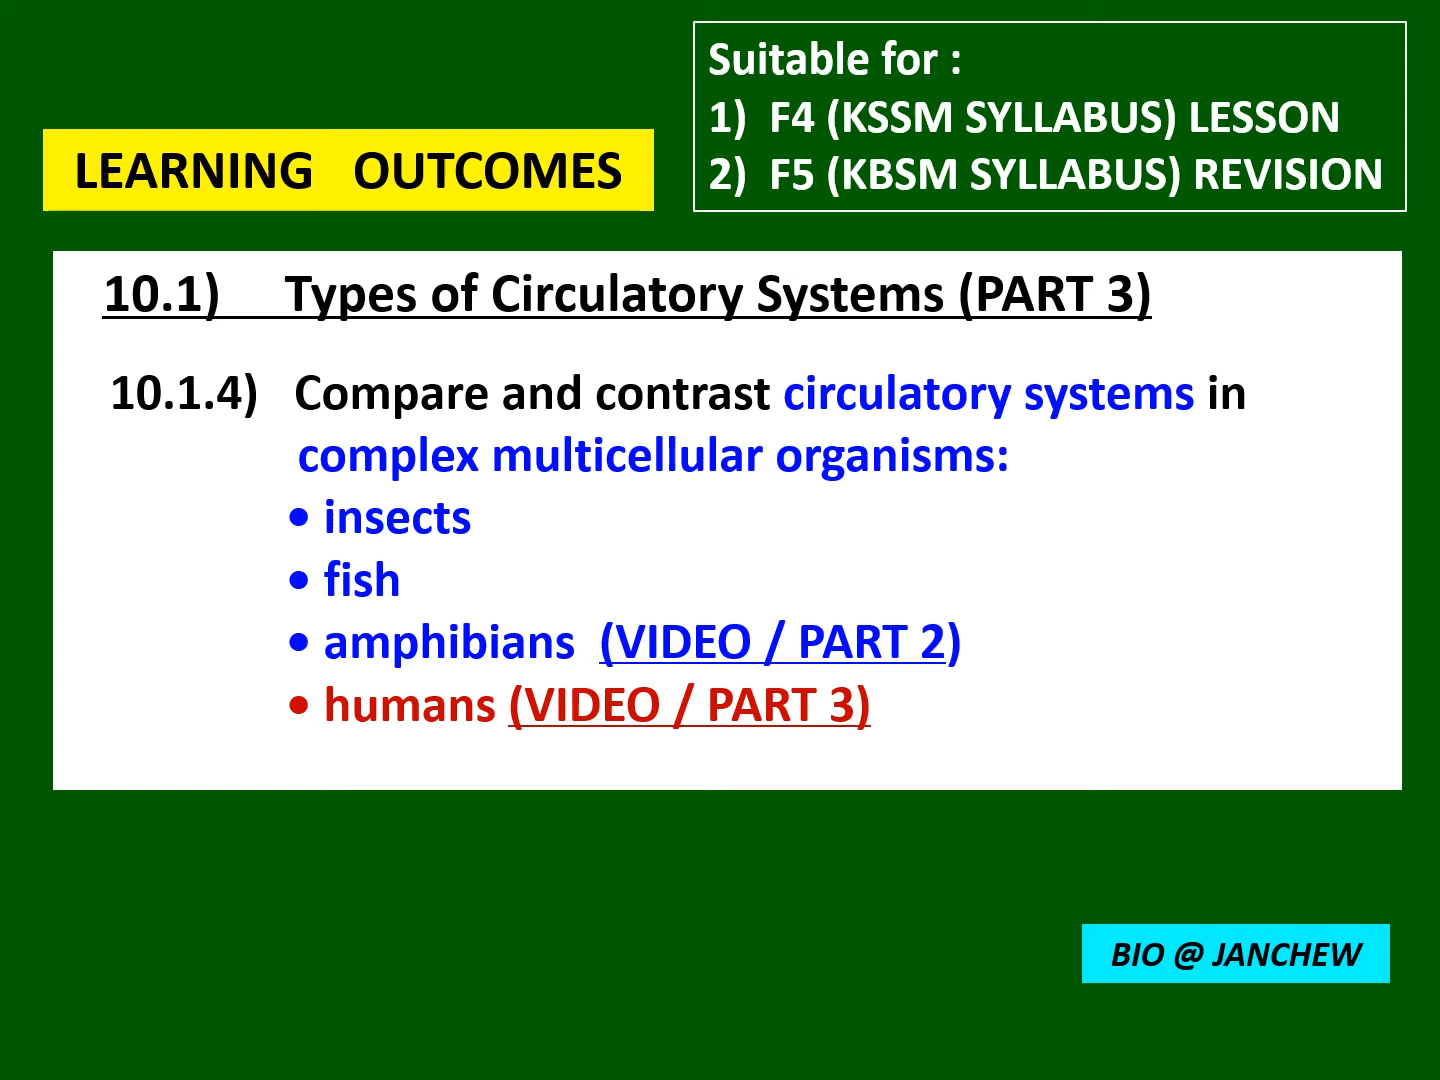 Suitable for :
1) F4 (KSSM SYLLABUS) LESSON
2) F5 (KBSM SYLLABUS) REVISION
LEARNING OUTCOMES
10.1) Types of Circulatory Systems (PART 3)
10.1.4) Compare and contrast circulatory systems in
complex multicellular organisms:
• insects
• fish
• amphibians (VIDEO / PART 2)
• humans (VIDEO / PART 3)
BIO @ JANCHEW